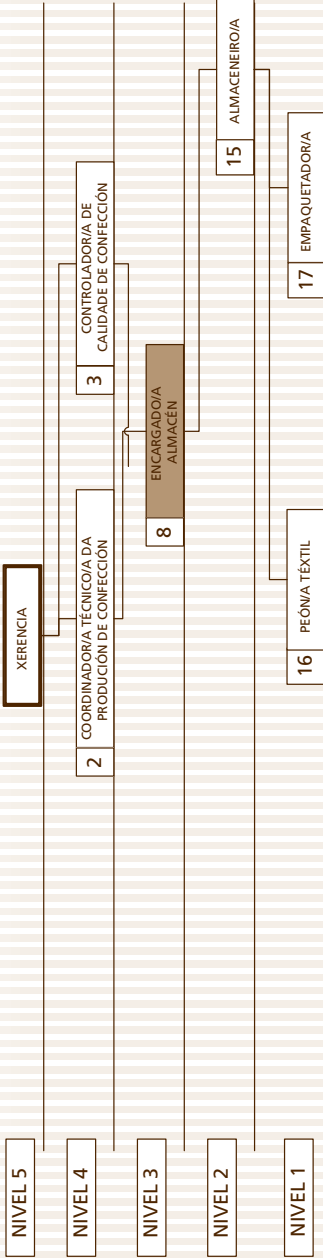 NIVEL 5
XERENCIA
NIVEL 4
2
COORDINADOR/A TÉCNICO/A DA
PRODUCIÓN DE CONFECCIÓN
3
CONTROLADOR/A DE
CALIDADE DE CONFECCIÓN
NIVEL 3
8
ENCARGADO/A
ALMACÉN
NIVEL 2
15
ALMACENEIRO/A
NIVEL 1
16
PEÓN/A TÉXTIL
17
EMPAQUETADOR/A